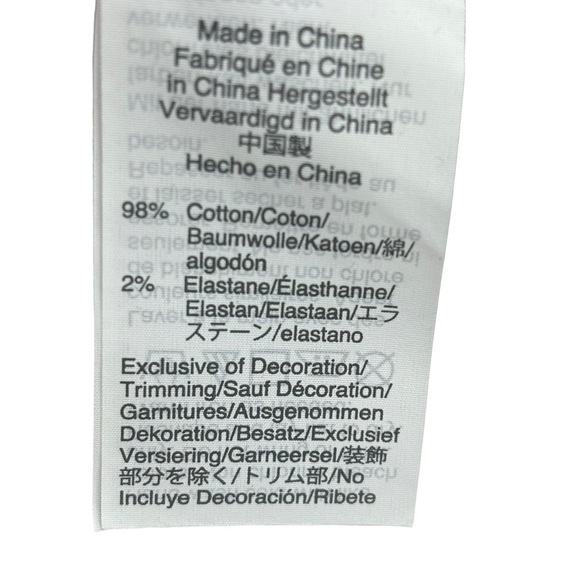 Made in China
Fabriqué en Chine
in China Hergestellt
Vervaardigd in China
中国製
Hecho en China
98% Cotton/Coton/
Baumwolle/Katoen/綿/
algodón
2% Elastane/Élasthanne/
Elastan/Elastaan/エラ
ステーン/elastano
Exclusive of Decoration/
Trimming/Sauf Décoration/
Garnitures/Ausgenommen
Dekoration/Besatz/Exclusief
Versiering/Garneersel/装飾
部分を除く/トリム部/No
Incluye Decoración/Ribete